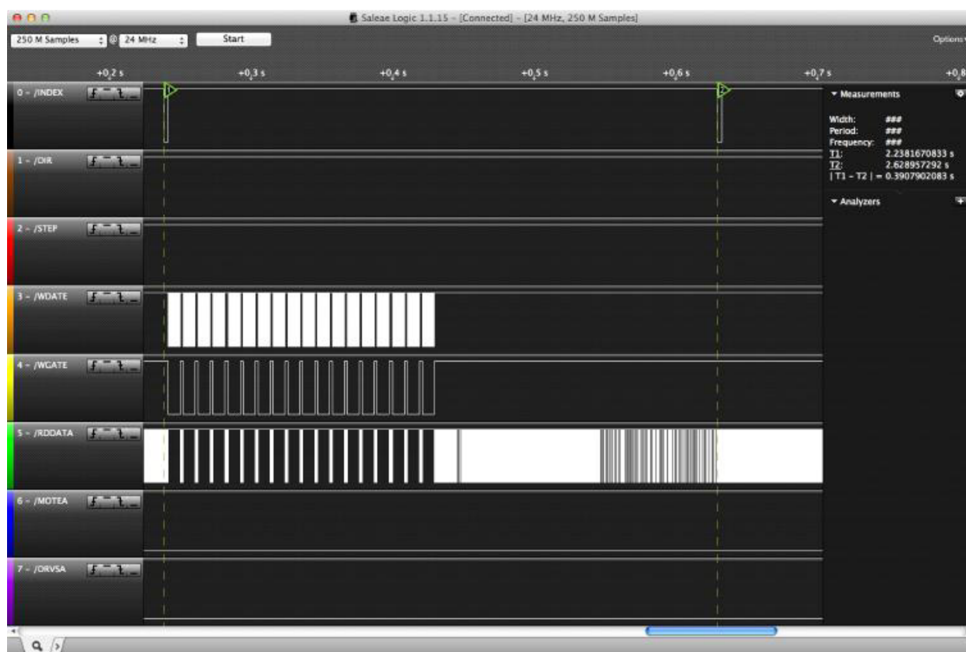 Saleae Logic 1.1.15 - [Connected] - [24 MHz, 250 M Samples]
250 M Samples @ 24 MHz Start Options
+0,2 s +0,3 s +0,4 s +0,5 s +0,6 s +0,7 s +0,8
0 - /INDEX
1 - /DIR
2 - /STEP
3 - /WDATE
4 - /WGATE
5 - /RDDATA
6 - /MOTEA
7 - /DRVSA
Measurements
Width: ###
Period: ###
Frequency: ###
T1: 2.2381670833 s
T2: 2.628957292 s
| T1 - T2 | = 0.3907902083 s
Analyzers